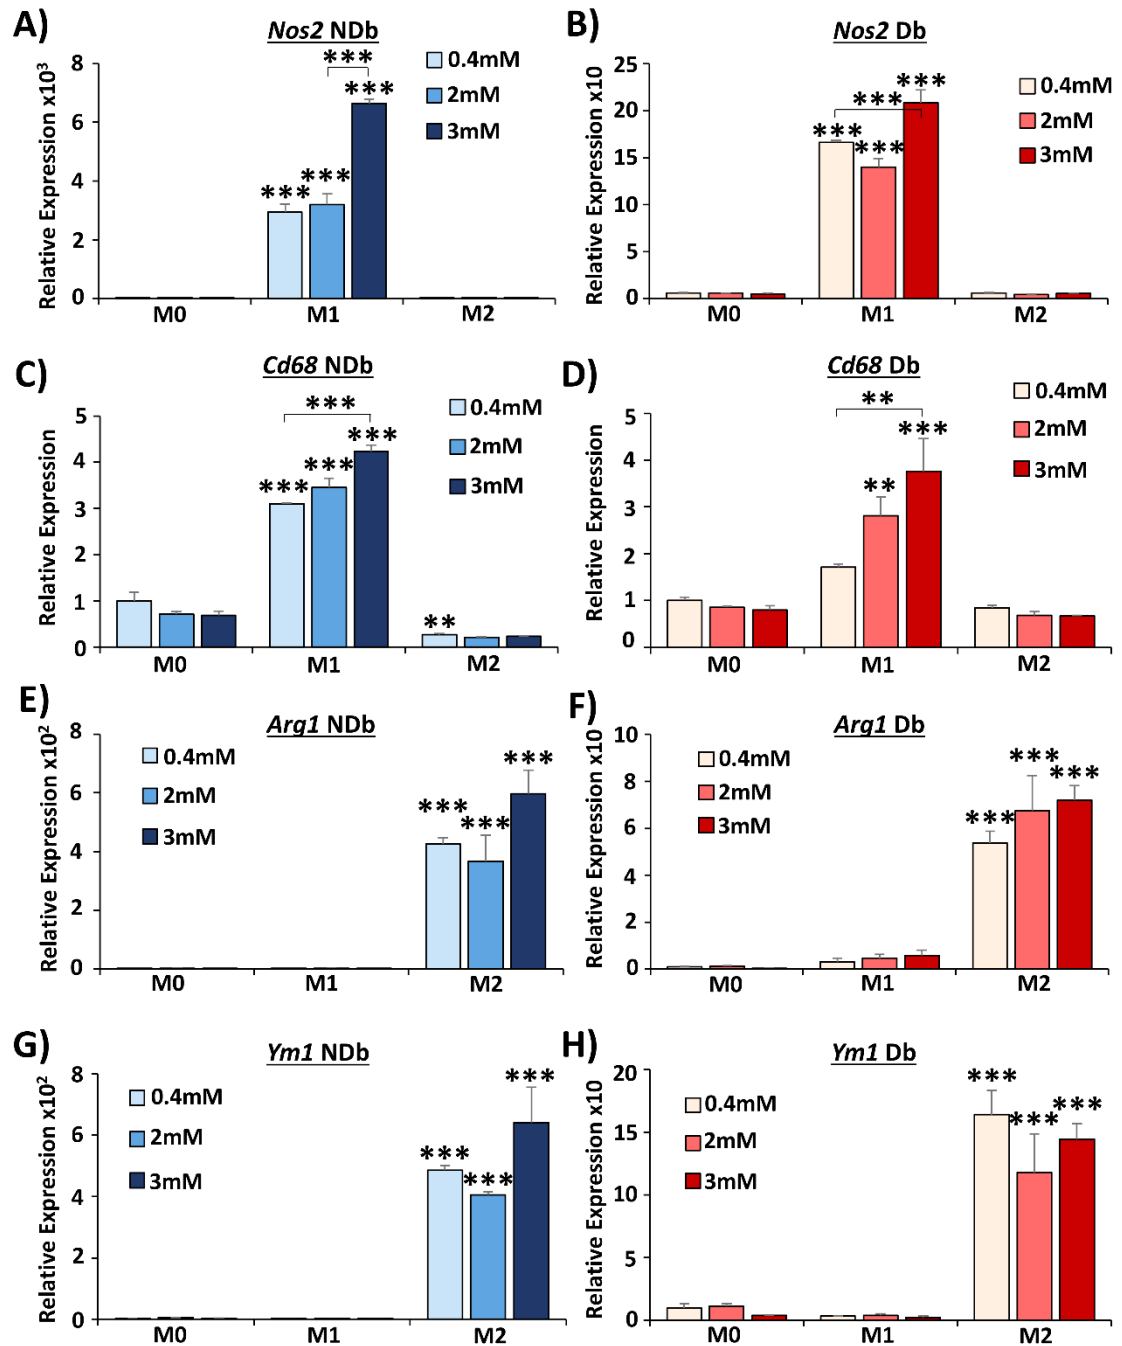 A)
Nos2 NDb
Relative Expression x10³
8
6
4
2
0
***
***
***
***
0.4mM
2mM
3mM
M0
M1
M2
B)
Nos2 Db
Relative Expression x10
25
20
15
10
5
0
***
***
***
***
0.4mM
2mM
3mM
M0
M1
M2
C)
Cd68 NDb
Relative Expression
5
4
3
2
1
0
***
***
***
***
**
0.4mM
2mM
3mM
M0
M1
M2
D)
Cd68 Db
Relative Expression
5
4
3
2
1
0
**
***
**
0.4mM
2mM
3mM
M0
M1
M2
E)
Arg1 NDb
Relative Expression x10²
8
6
4
2
0
0.4mM
2mM
3mM
***
***
***
M0
M1
M2
F)
Arg1 Db
Relative Expression x10
10
8
6
4
2
0
0.4mM
2mM
3mM
***
***
***
M0
M1
M2
G)
Ym1 NDb
Relative Expression x10²
8
6
4
2
0
0.4mM
2mM
3mM
***
***
***
M0
M1
M2
H)
Ym1 Db
Relative Expression x10
20
15
10
5
0
0.4mM
2mM
3mM
***
***
***
M0
M1
M2